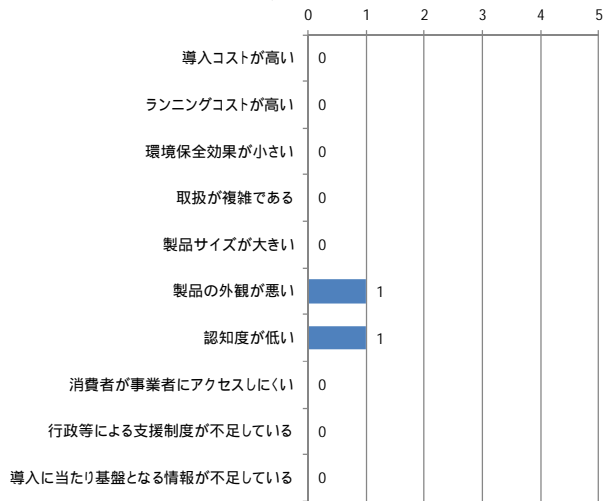 0 1 2 3 4 5
導入コストが高い 0
ランニングコストが高い 0
環境保全効果が小さい 0
取扱が複雑である 0
製品サイズが大きい 0
製品の外観が悪い 1
認知度が低い 1
消費者が事業者にアクセスしにくい 0
行政等による支援制度が不足している 0
導入に当たり基盤となる情報が不足している 0